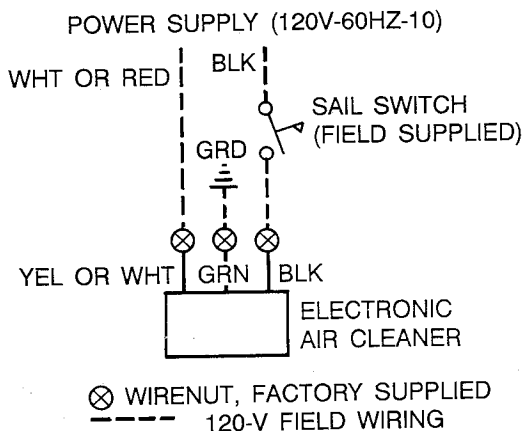 POWER SUPPLY (120V-60HZ-10)
WHT OR RED
BLK
SAIL SWITCH
(FIELD SUPPLIED)
GRD
YEL OR WHT
GRN
BLK
ELECTRONIC
AIR CLEANER
WIRENUT, FACTORY SUPPLIED
120-V FIELD WIRING